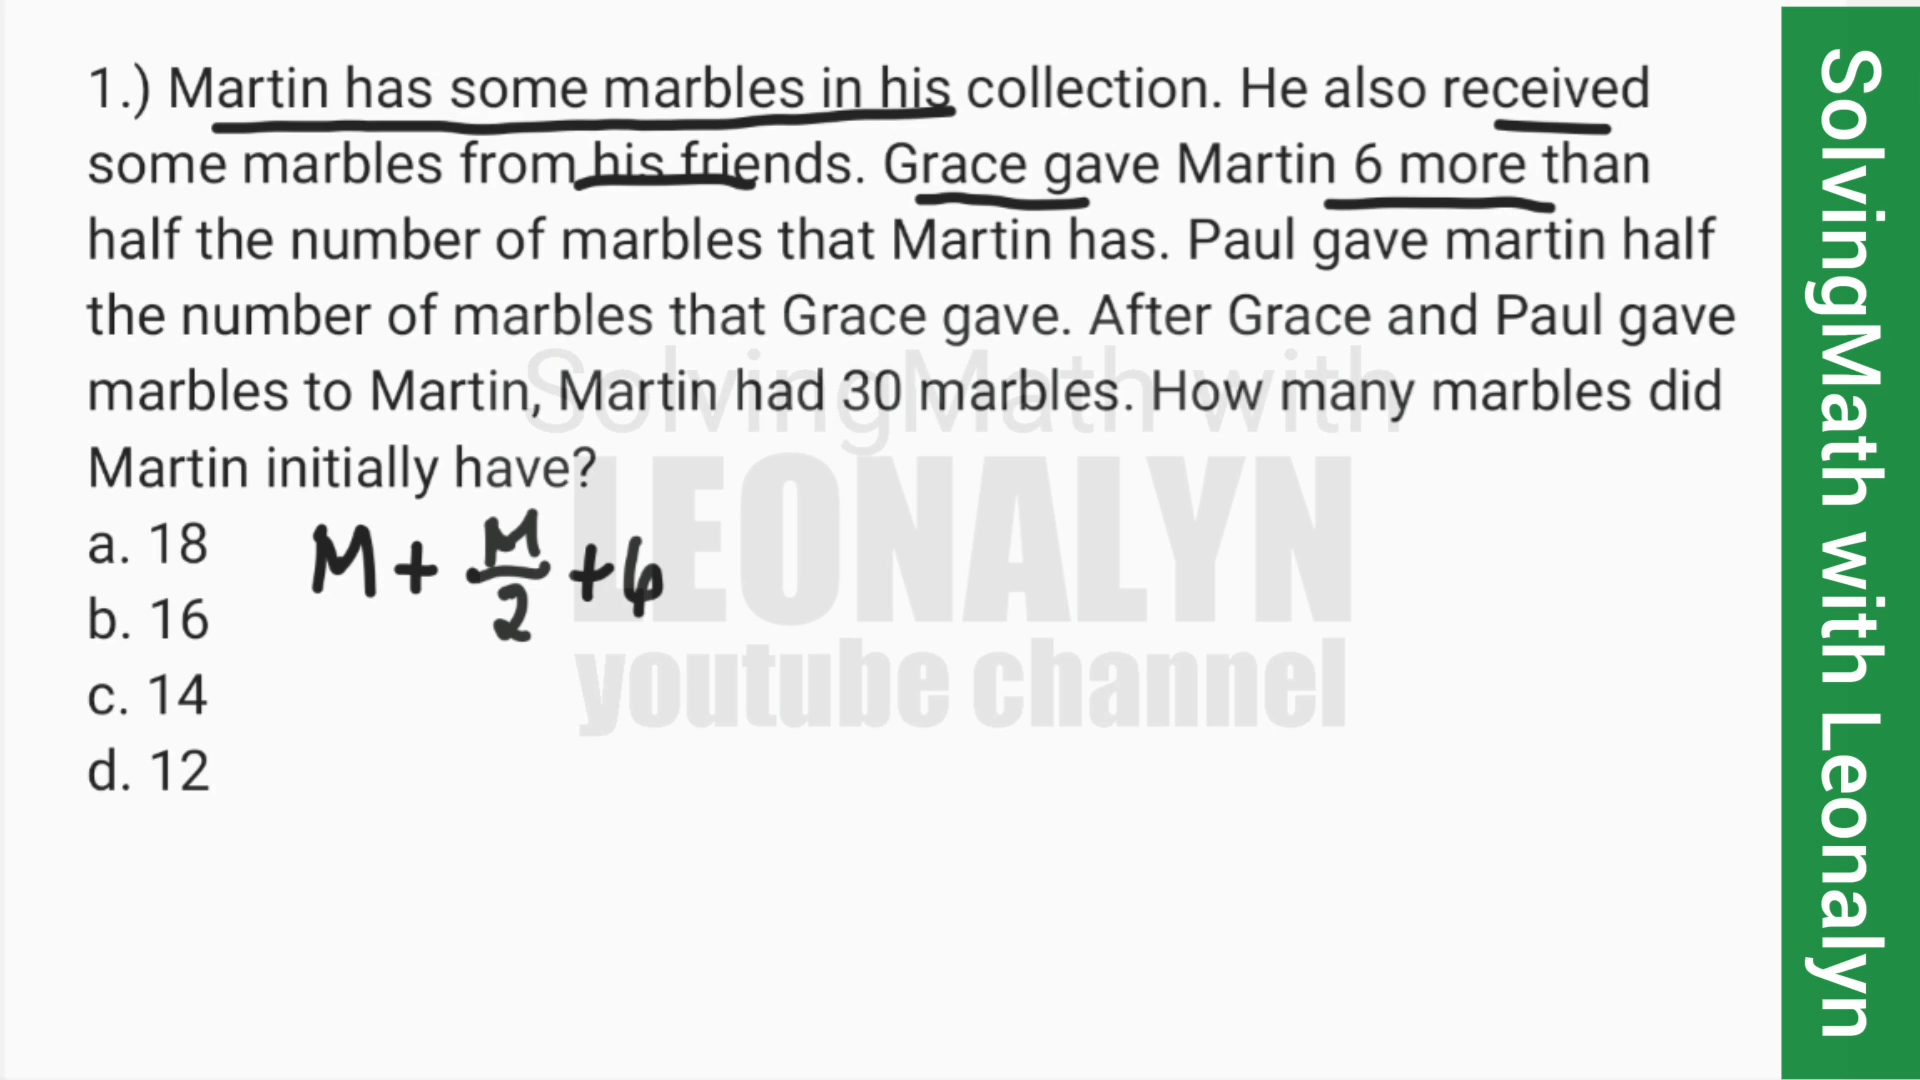 1.) Martin has some marbles in his collection. He also received
some marbles from his friends. Grace gave Martin 6 more than
half the number of marbles that Martin has. Paul gave martin half
the number of marbles that Grace gave. After Grace and Paul gave
marbles to Martin, Martin had 30 marbles. How many marbles did
Martin initially have?
a. 18
b. 16
c. 14
d. 12
M + M/2 + 6
SolvingMath with
LEONALYN
youtube channel
SolvingMath with Leonalyn